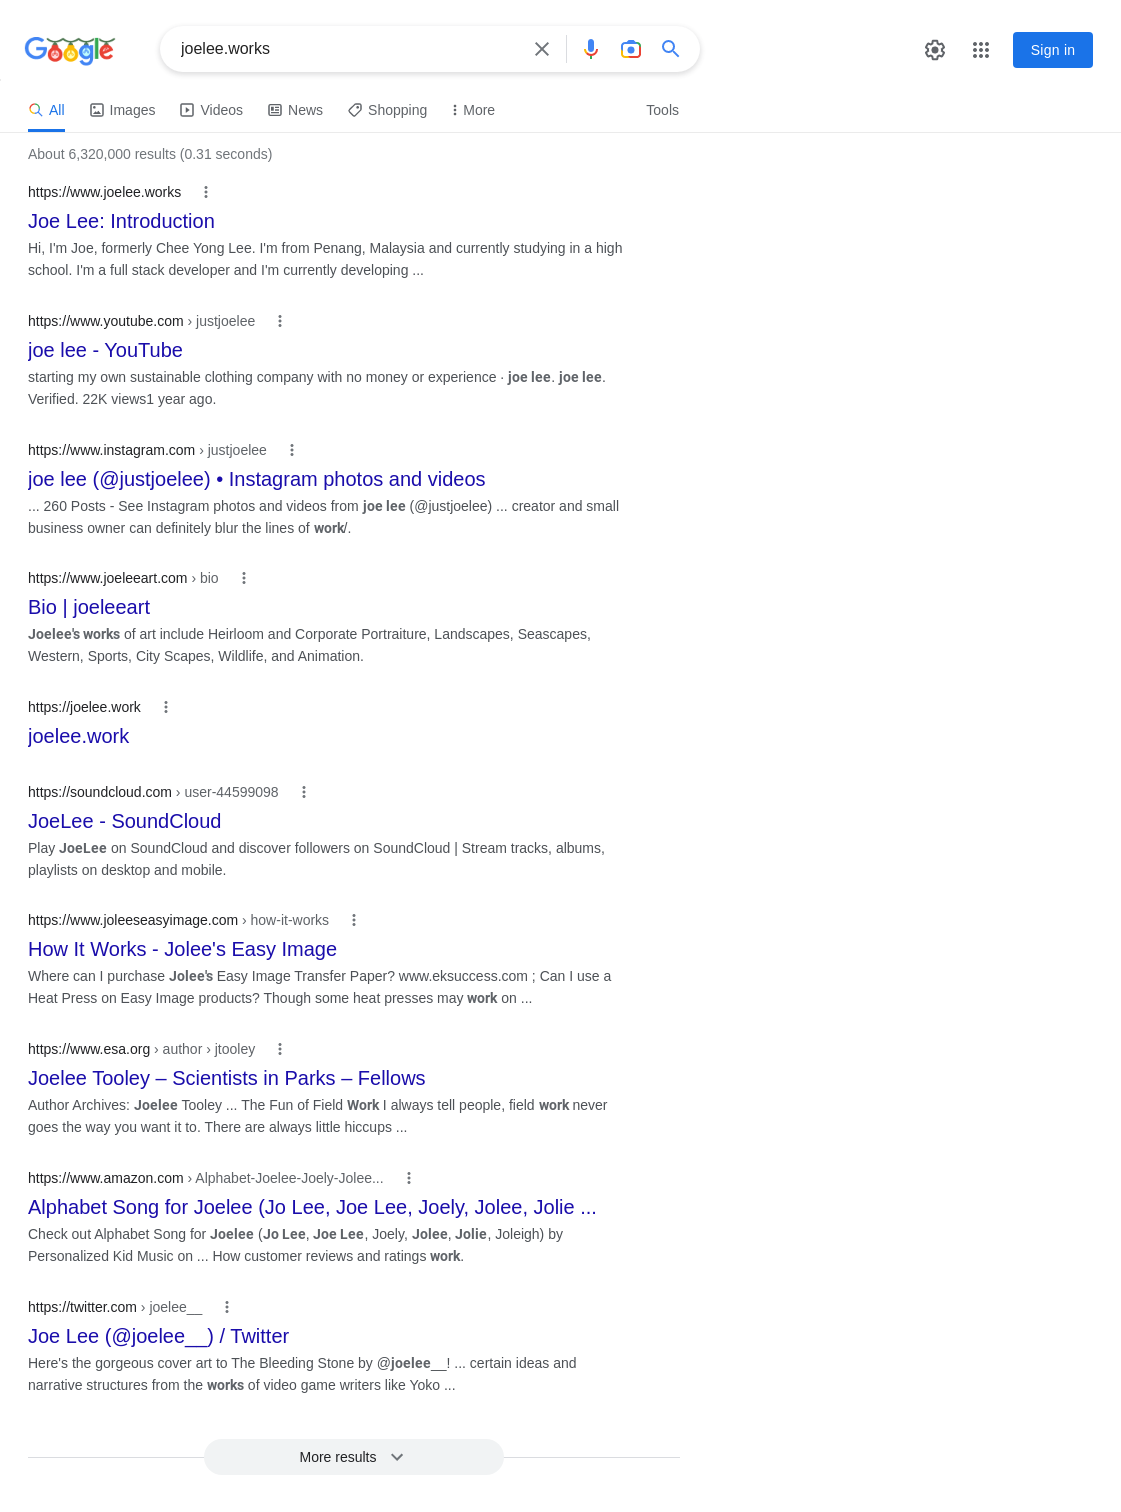 Google
joelee.works
Sign in
All Images Videos News Shopping More Tools
About 6,320,000 results (0.31 seconds)
https://www.joelee.works
Joe Lee: Introduction
Hi, I'm Joe, formerly Chee Yong Lee. I'm from Penang, Malaysia and currently studying in a high
school. I'm a full stack developer and I'm currently developing ...
https://www.youtube.com › justjoelee
joe lee - YouTube
starting my own sustainable clothing company with no money or experience · joe lee. joe lee.
Verified. 22K views1 year ago.
https://www.instagram.com › justjoelee
joe lee (@justjoelee) • Instagram photos and videos
... 260 Posts - See Instagram photos and videos from joe lee (@justjoelee) ... creator and small
business owner can definitely blur the lines of work/.
https://www.joeleeart.com › bio
Bio | joeleeart
Joelee's works of art include Heirloom and Corporate Portraiture, Landscapes, Seascapes,
Western, Sports, City Scapes, Wildlife, and Animation.
https://joelee.work
joelee.work
https://soundcloud.com › user-44599098
JoeLee - SoundCloud
Play JoeLee on SoundCloud and discover followers on SoundCloud | Stream tracks, albums,
playlists on desktop and mobile.
https://www.joleeseasyimage.com › how-it-works
How It Works - Jolee's Easy Image
Where can I purchase Jolee's Easy Image Transfer Paper? www.eksuccess.com ; Can I use a
Heat Press on Easy Image products? Though some heat presses may work on ...
https://www.esa.org › author › jtooley
Joelee Tooley – Scientists in Parks – Fellows
Author Archives: Joelee Tooley ... The Fun of Field Work I always tell people, field work never
goes the way you want it to. There are always little hiccups ...
https://www.amazon.com › Alphabet-Joelee-Joely-Jolee...
Alphabet Song for Joelee (Jo Lee, Joe Lee, Joely, Jolee, Jolie ...
Check out Alphabet Song for Joelee (Jo Lee, Joe Lee, Joely, Jolee, Jolie, Joleigh) by
Personalized Kid Music on ... How customer reviews and ratings work.
https://twitter.com › joelee__
Joe Lee (@joelee__) / Twitter
Here's the gorgeous cover art to The Bleeding Stone by @joelee__! ... certain ideas and
narrative structures from the works of video game writers like Yoko ...
More results